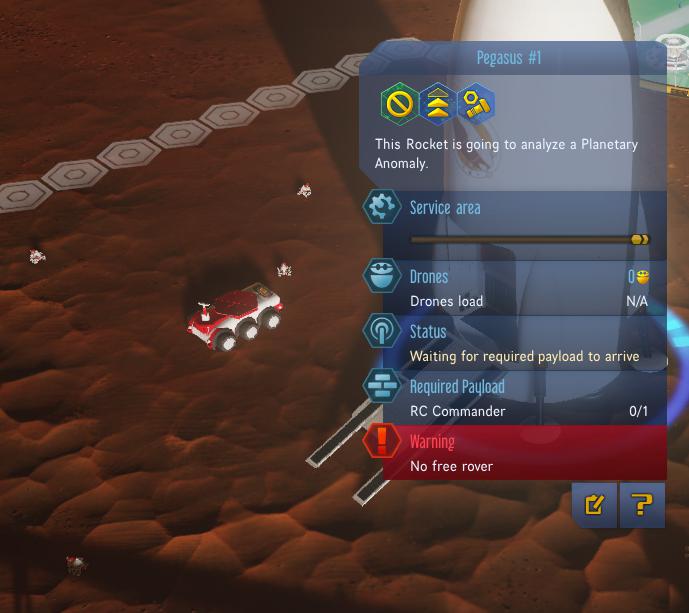 Pegasus #1
This Rocket is going to analyze a Planetary
Anomaly.
Service area
Drones 0
Drones load N/A
Status
Waiting for required payload to arrive
Required Payload
RC Commander 0/1
Warning
No free rover